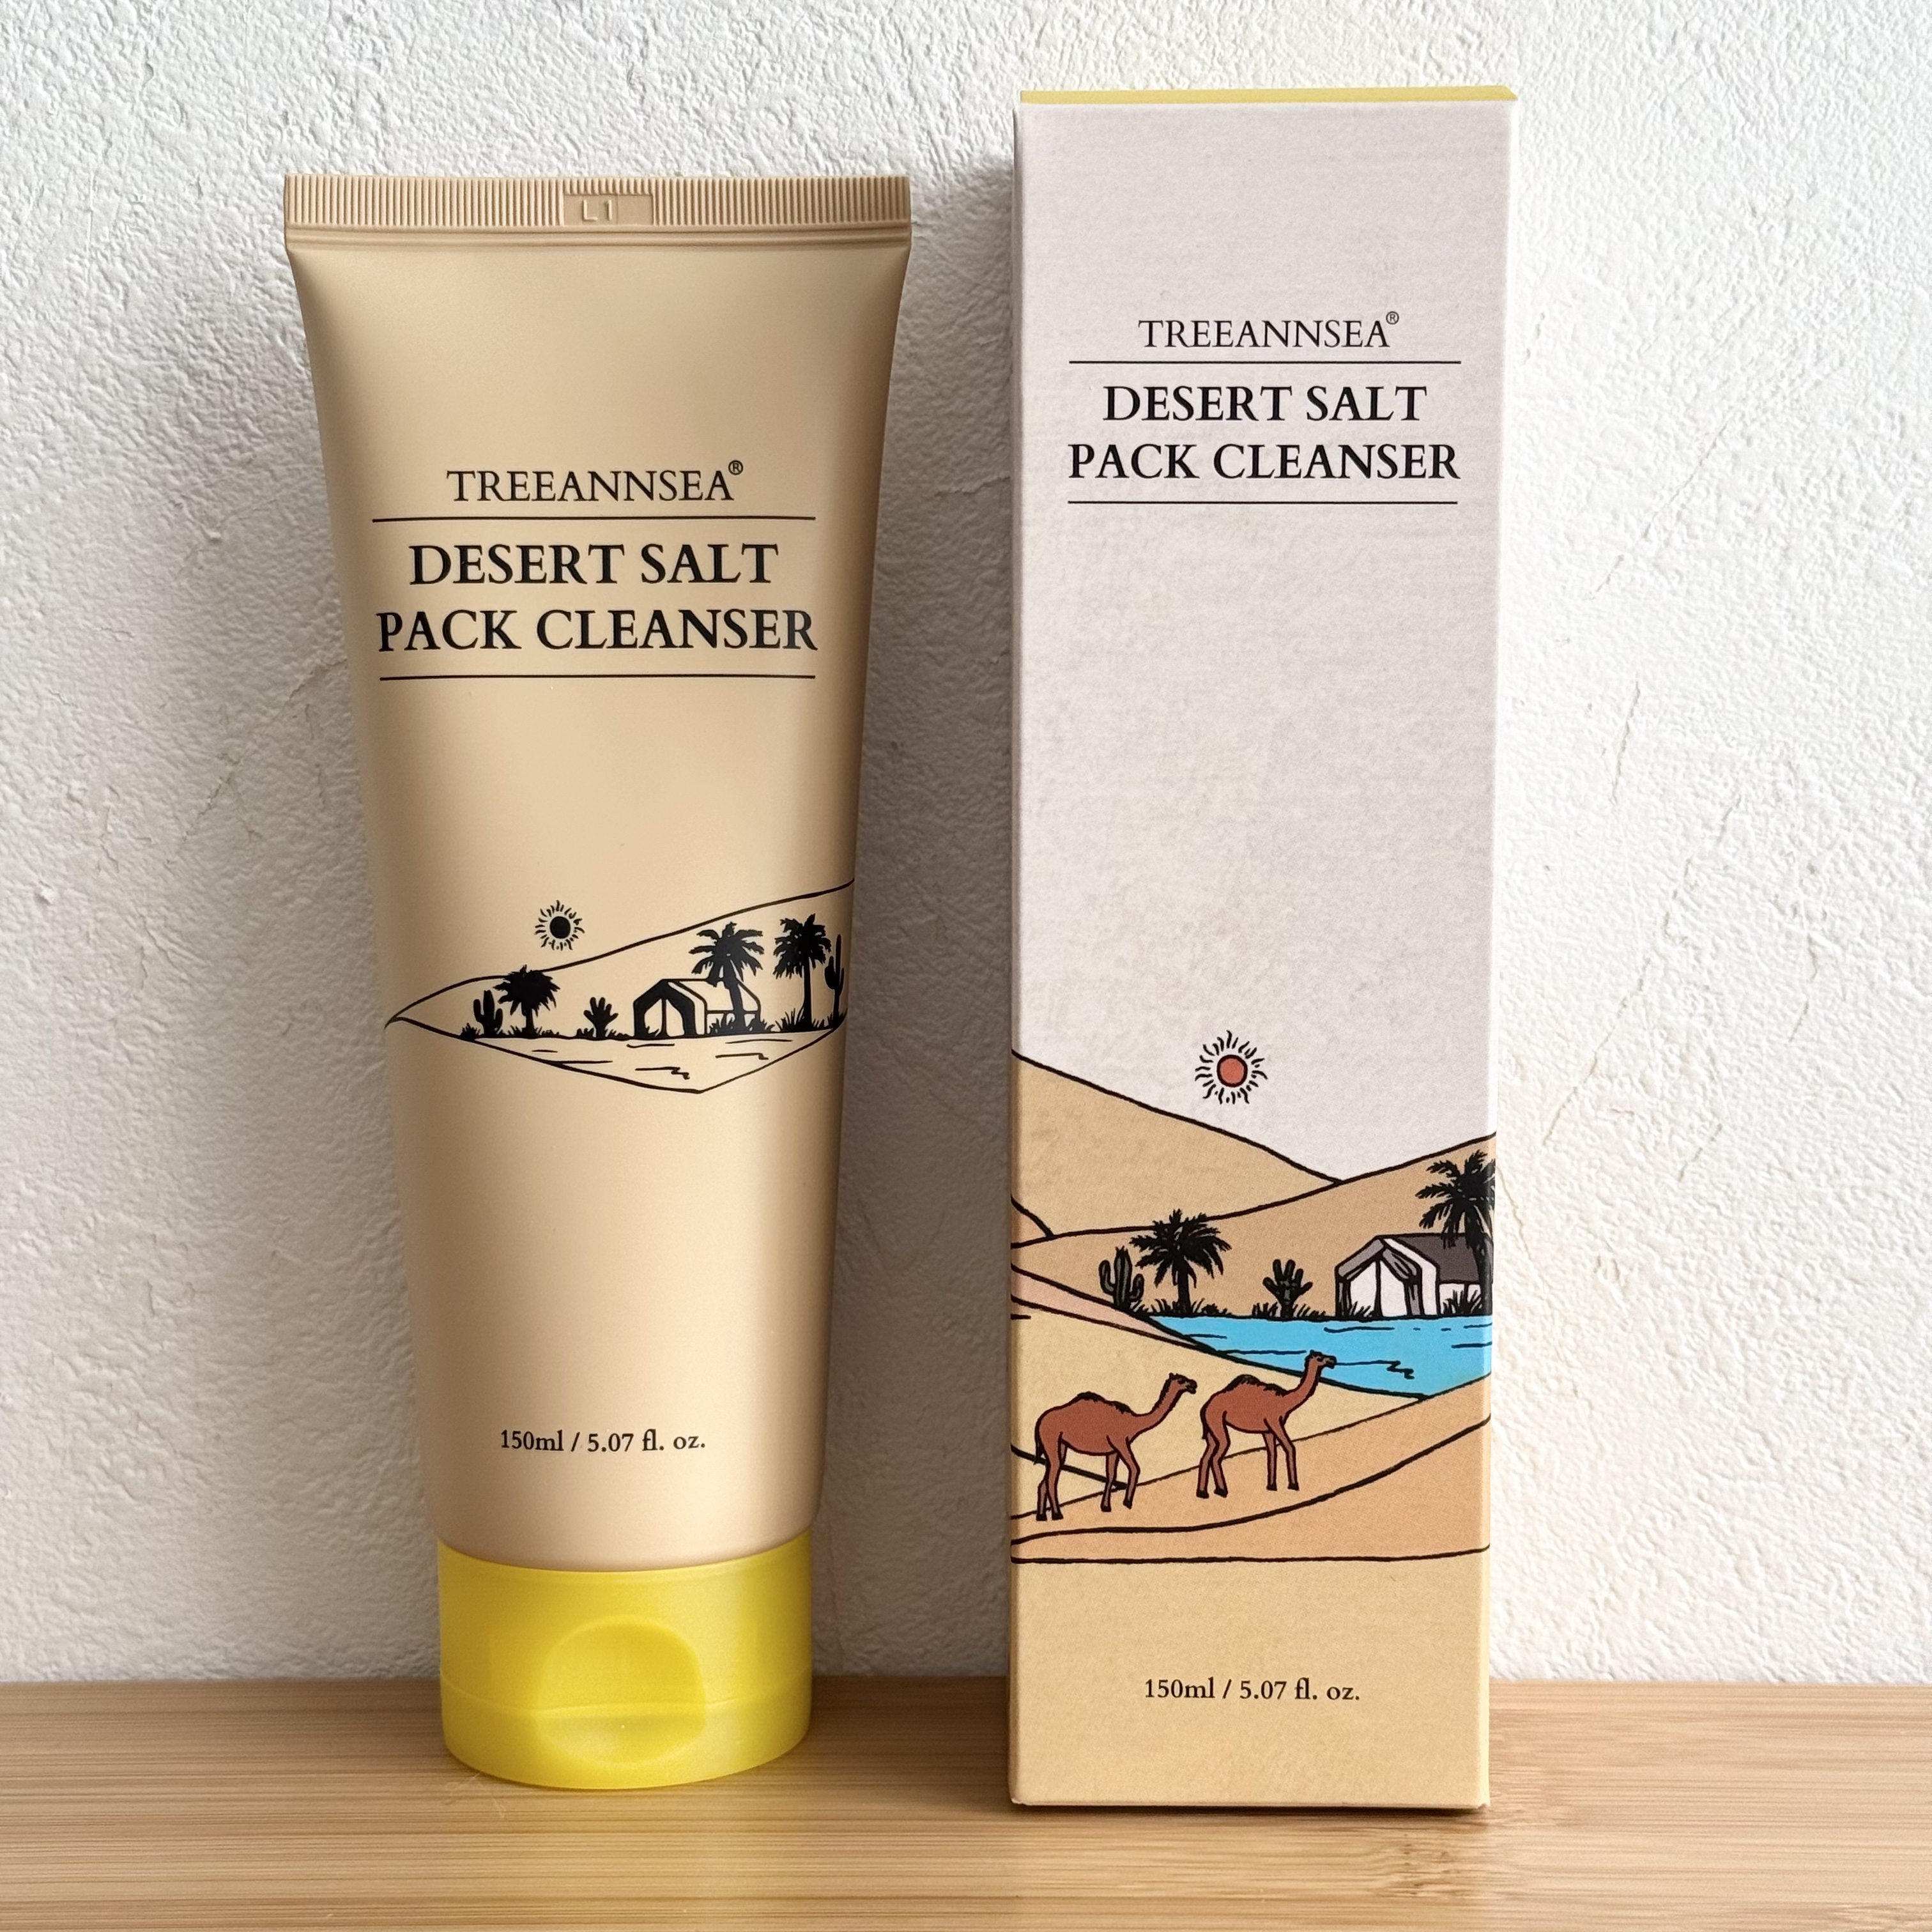 L1
TREEANNSEA®
DESERT SALT
PACK CLEANSER
150ml / 5.07 fl. oz.
TREEANNSEA®
DESERT SALT
PACK CLEANSER
150ml / 5.07 fl. oz.